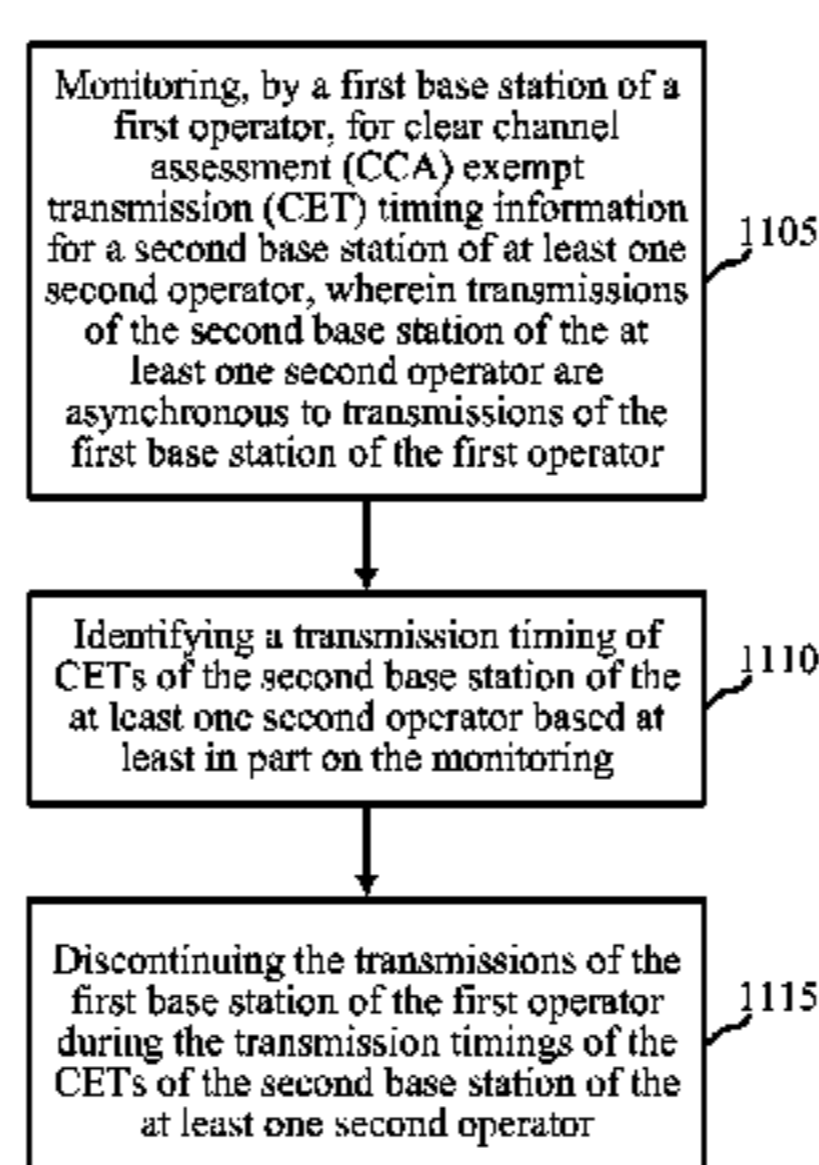 Monitoring, by a first base station of a
first operator, for clear channel
assessment (CCA) exempt
transmission (CET) timing information
for a second base station of at least one
second operator, wherein transmissions
of the second base station of the at
least one second operator are
asynchronous to transmissions of the
first base station of the first operator
1105
Identifying a transmission timing of
CETs of the second base station of the
at least one second operator based at
least in part on the monitoring
1110
Discontinuing the transmissions of the
first base station of the first operator
during the transmission timings of the
CETs of the second base station of the
at least one second operator
1115